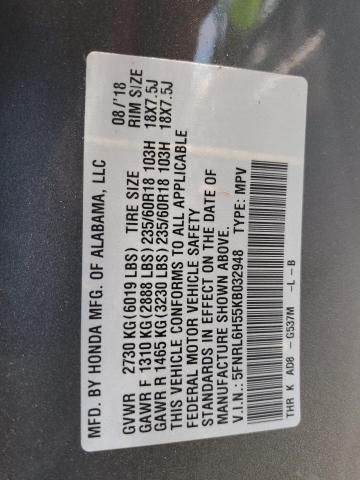 MFD. BY HONDA MFG. OF ALABAMA, LLC 08/'18
GVWR 2730 KG(6019 LBS) TIRE SIZE RIM SIZE
GAWR F 1310 KG(2888 LBS) 235/60R18 103H 18X7.5J
GAWR R 1465 KG(3230 LBS) 235/60R18 103H 18X7.5J
THIS VEHICLE CONFORMS TO ALL APPLICABLE
FEDERAL MOTOR VEHICLE SAFETY
STANDARDS IN EFFECT ON THE DATE OF
MANUFACTURE SHOWN ABOVE.
V.I.N.: 5FNRL6H55KB032948 TYPE: MPV
THR K AD8 -G537M -L -B